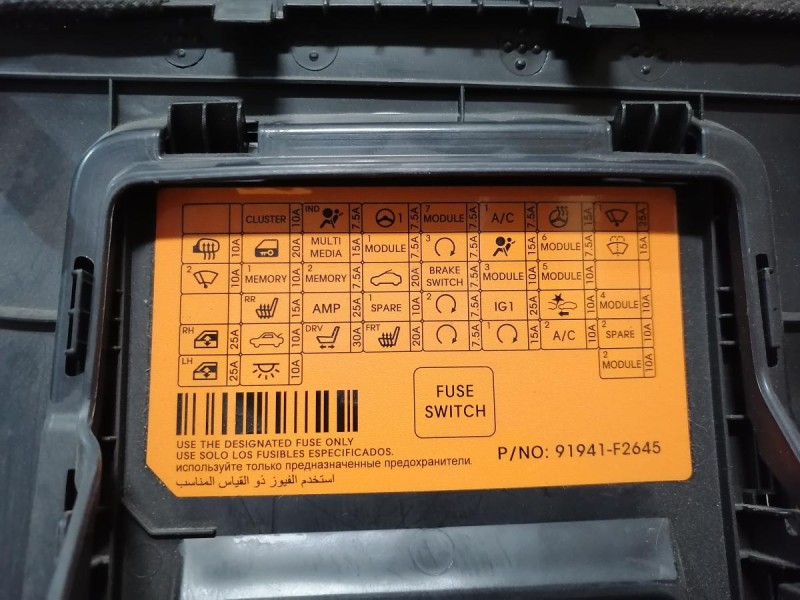 CLUSTER 10A IND 7.5A 1 7.5A 7 MODULE 7.5A 1 A/C 7.5A 15A 1 25A
10A 20A MULTI MEDIA 15A 1 MODULE 7.5A 3 7.5A 15A 6 MODULE 7.5A 15A
2 10A 1 MEMORY 10A 2 MEMORY 7.5A 20A BRAKE SWITCH 7.5A 3 MODULE 10A 5 MODULE 10A
RR 15A AMP 25A 1 SPARE 10A 2 7.5A IG1 25A 10A 4 MODULE 10A
RH 25A 10A DRV 30A FRT 20A 7.5A 1 15A 2 A/C 10A 2 SPARE 10A
LH 25A 10A 2 MODULE 10A
FUSE
SWITCH
USE THE DESIGNATED FUSE ONLY
USE SOLO LOS FUSIBLES ESPECIFICADOS.
используйте только предназначенные предохранители.
استخدم الفيوز ذو القياس المناسب
P/NO: 91941-F2645